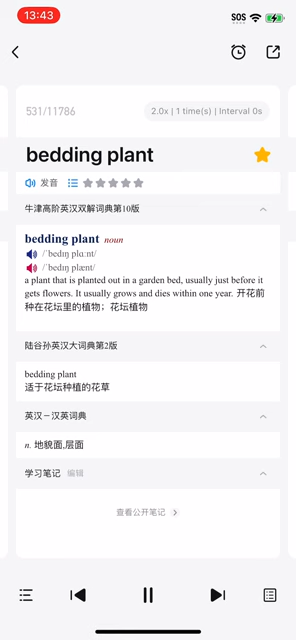 13:43
SOS
531/11786
2.0x | 1 time(s) | Interval 0s
bedding plant
发音
牛津高阶英汉双解词典第10版
bedding plant noun
/ˈbedɪŋ plɑːnt/
/ˈbedɪŋ plænt/
a plant that is planted out in a garden bed, usually just before it
gets flowers. It usually grows and dies within one year. 开花前
种在花坛里的植物；花坛植物
陆谷孙英汉大词典第2版
bedding plant
适于花坛种植的花草
英汉－汉英词典
n. 地貌面,层面
学习笔记 编辑
查看公开笔记